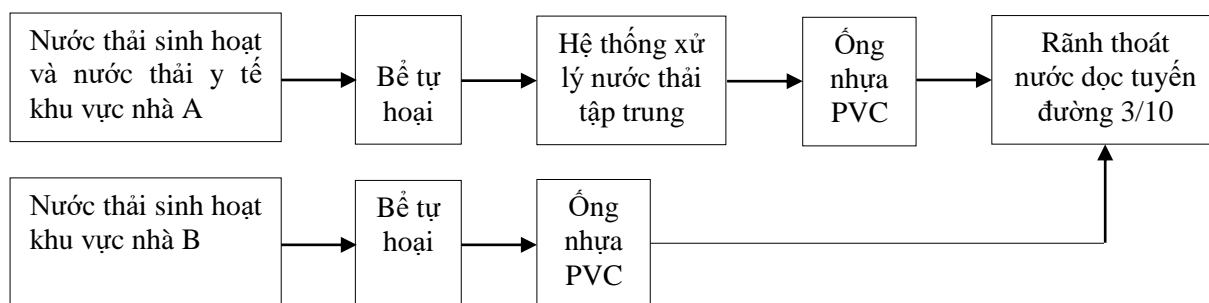 Nước thải sinh hoạt
và nước thải y tế
khu vực nhà A
Bể tự
hoại
Hệ thống xử
lý nước thải
tập trung
Ống
nhựa
PVC
Rãnh thoát
nước dọc tuyến
đường 3/10
Nước thải sinh hoạt
khu vực nhà B
Bể tự
hoại
Ống
nhựa
PVC